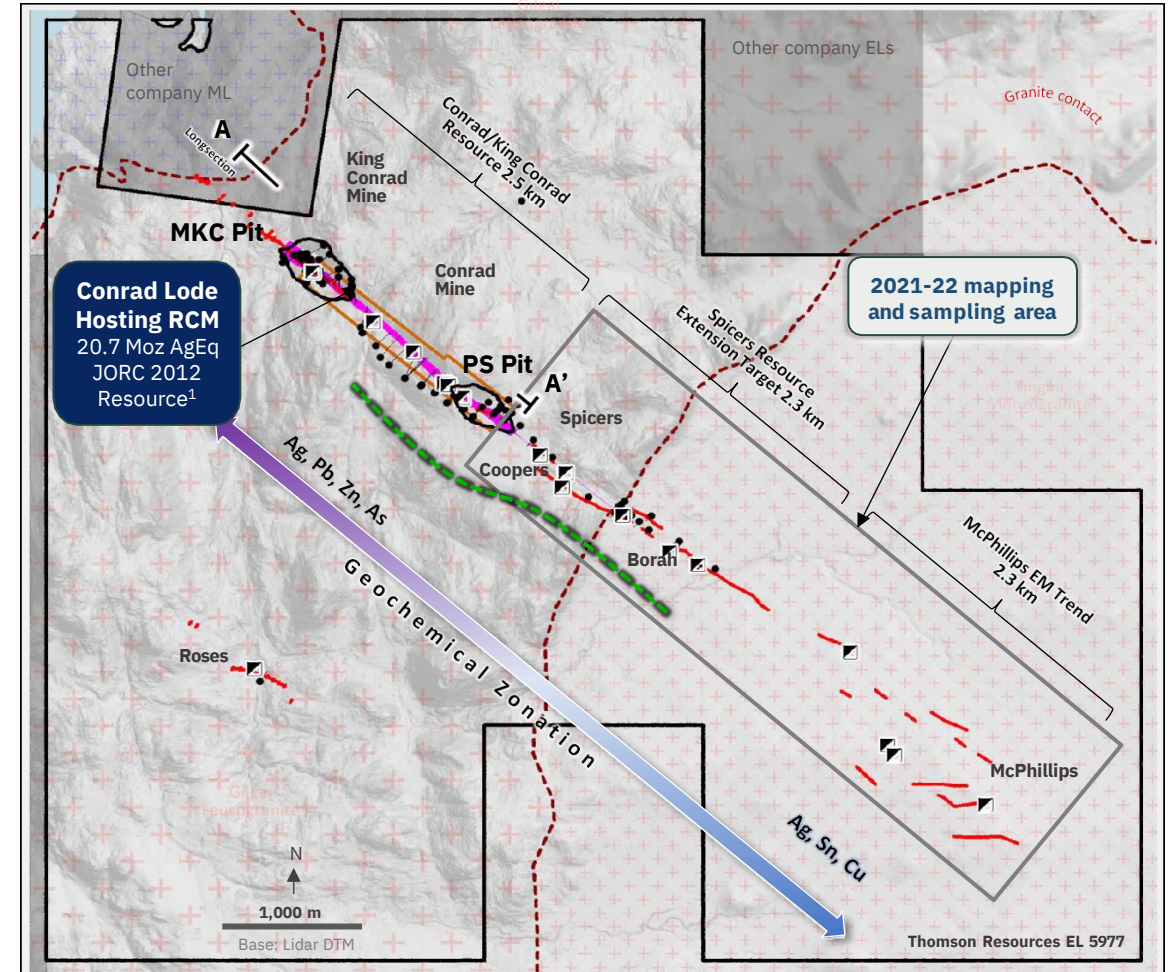 Other company ELs
Other
company ML
Granite contact
A
Longsection
Conrad/King Conrad
Resource 2.5 km
King
Conrad
Mine
MKC Pit
Conrad
Mine
Conrad Lode
Hosting RCM
20.7 Moz AgEq
JORC 2012
Resource¹
2021-22 mapping
and sampling area
Spicers Resource
Extension Target 2.3 km
PS Pit
A’
Spicers
Coopers
Ag, Pb, Zn, As
Geochemical Zonation
Borah
McPhillips EM Trend
2.3 km
Roses
McPhillips
Gilgai
Leucogranite
Ag, Sn, Cu
N
1,000 m
Base: Lidar DTM
Thomson Resources EL 5977